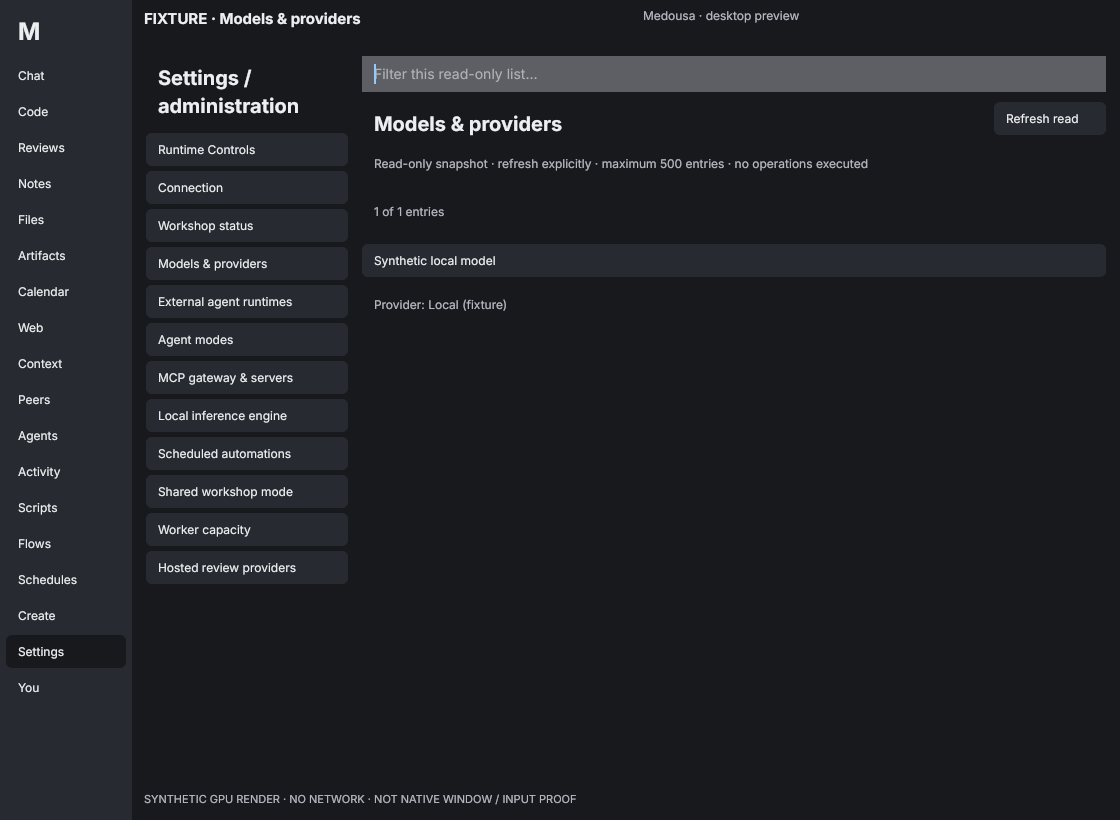 M
Chat
Code
Reviews
Notes
Files
Artifacts
Calendar
Web
Context
Peers
Agents
Activity
Scripts
Flows
Schedules
Create
Settings
You
FIXTURE · Models & providers
Medousa · desktop preview
Settings /
administration
Runtime Controls
Connection
Workshop status
Models & providers
External agent runtimes
Agent modes
MCP gateway & servers
Local inference engine
Scheduled automations
Shared workshop mode
Worker capacity
Hosted review providers
Filter this read-only list...
Models & providers
Refresh read
Read-only snapshot · refresh explicitly · maximum 500 entries · no operations executed
1 of 1 entries
Synthetic local model
Provider: Local (fixture)
SYNTHETIC GPU RENDER · NO NETWORK · NOT NATIVE WINDOW / INPUT PROOF